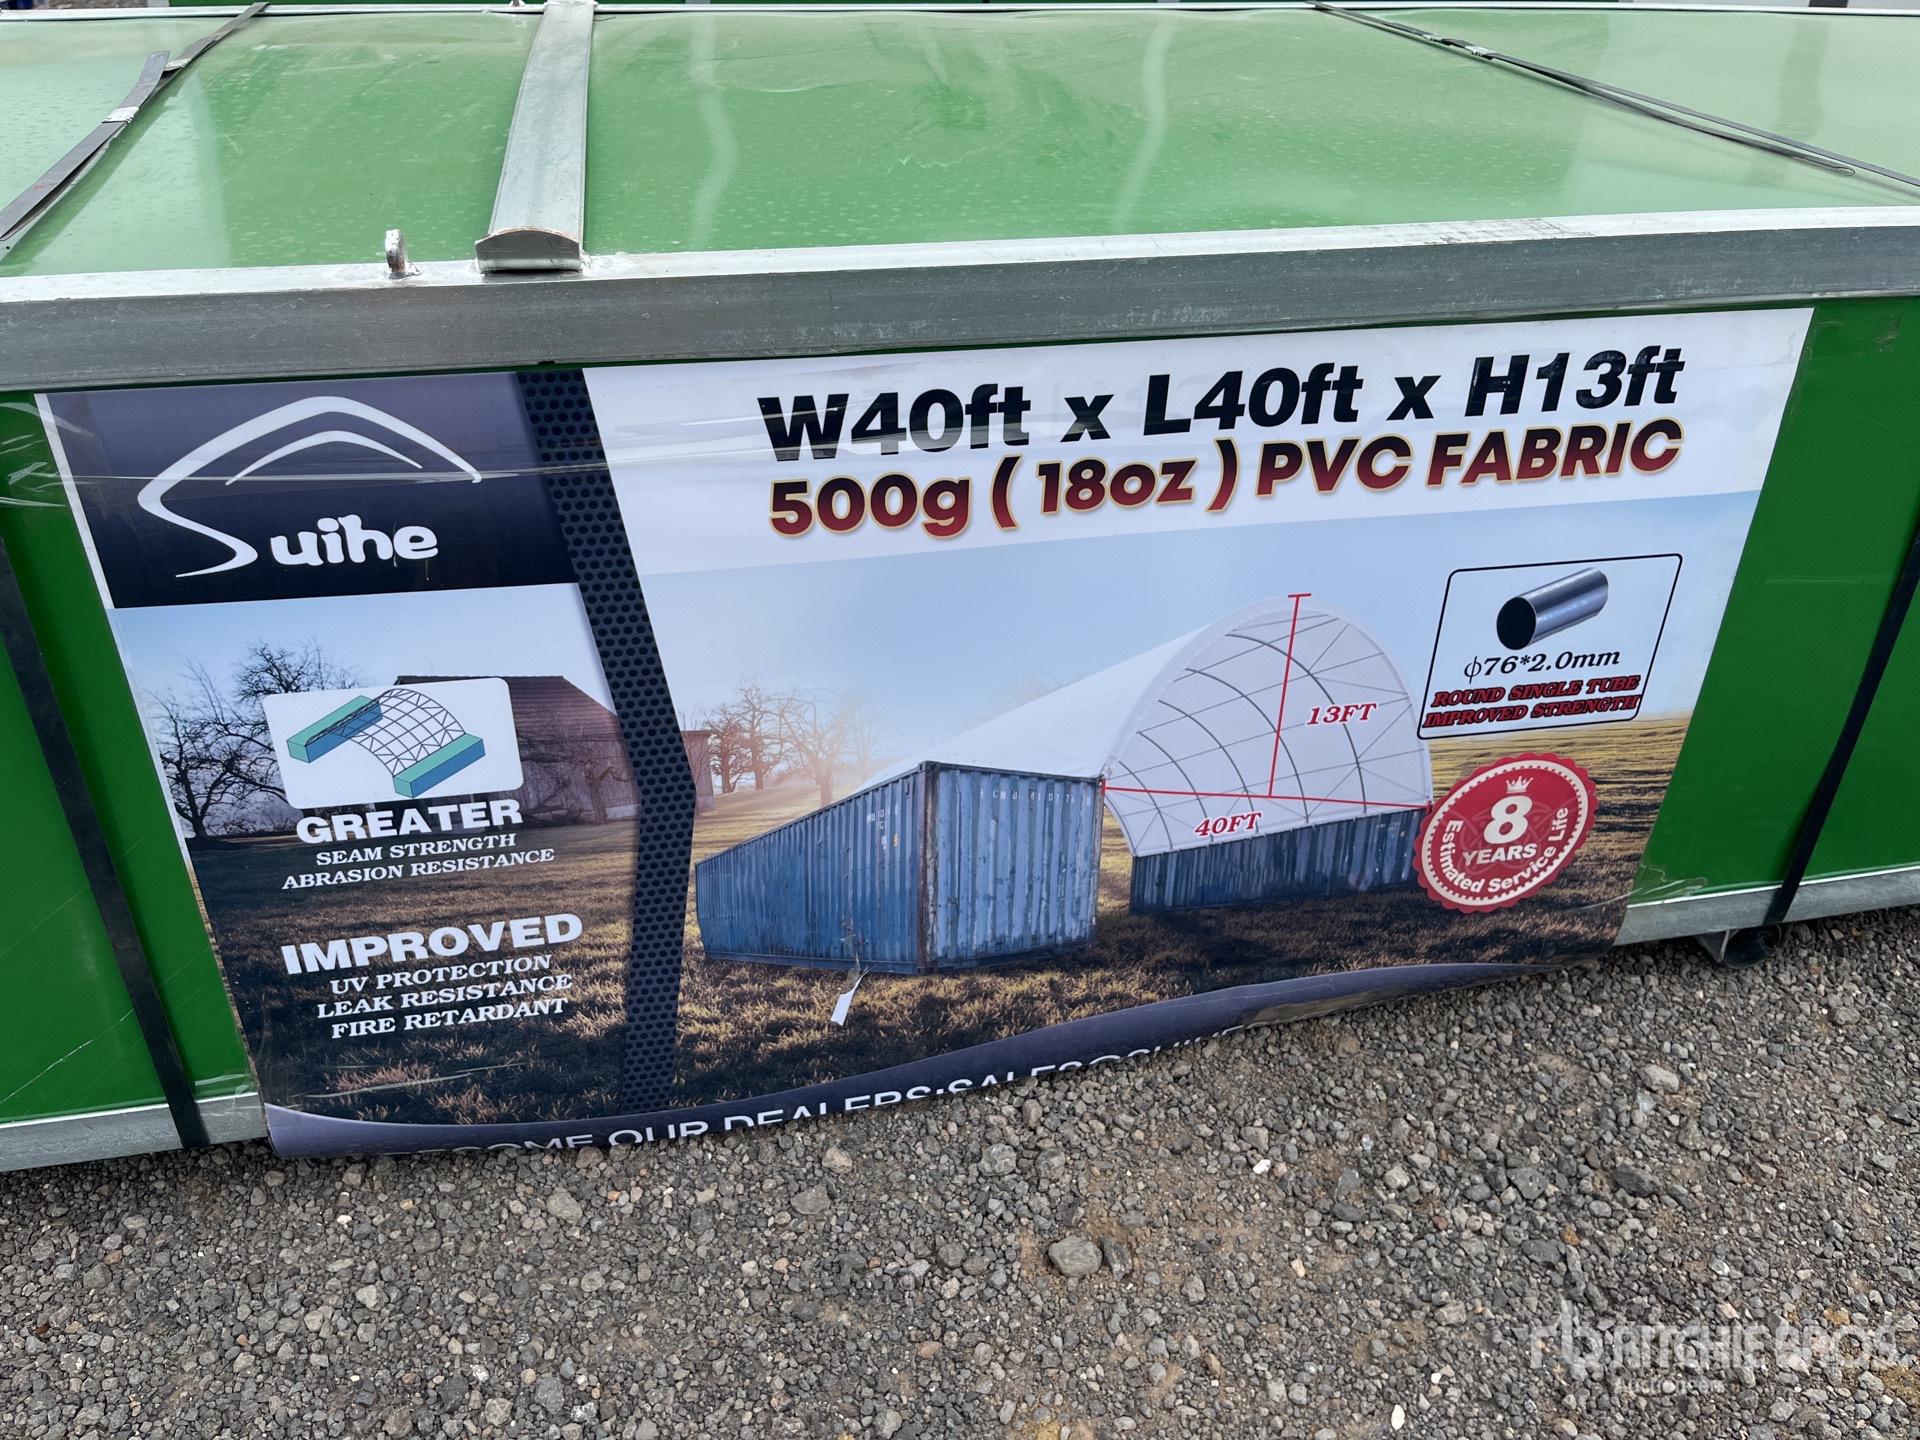 Suihe
W40ft x L40ft x H13ft
500g ( 18oz ) PVC FABRIC
GREATER
SEAM STRENGTH
ABRASION RESISTANCE
IMPROVED
UV PROTECTION
LEAK RESISTANCE
FIRE RETARDANT
13FT
40FT
ϕ76*2.0mm
ROUND SINGLE TUBE
IMPROVED STRENGTH
8
YEARS
Estimated Service Life
OUR DEALERS:
RITCHIE BROS.
Auctioneers